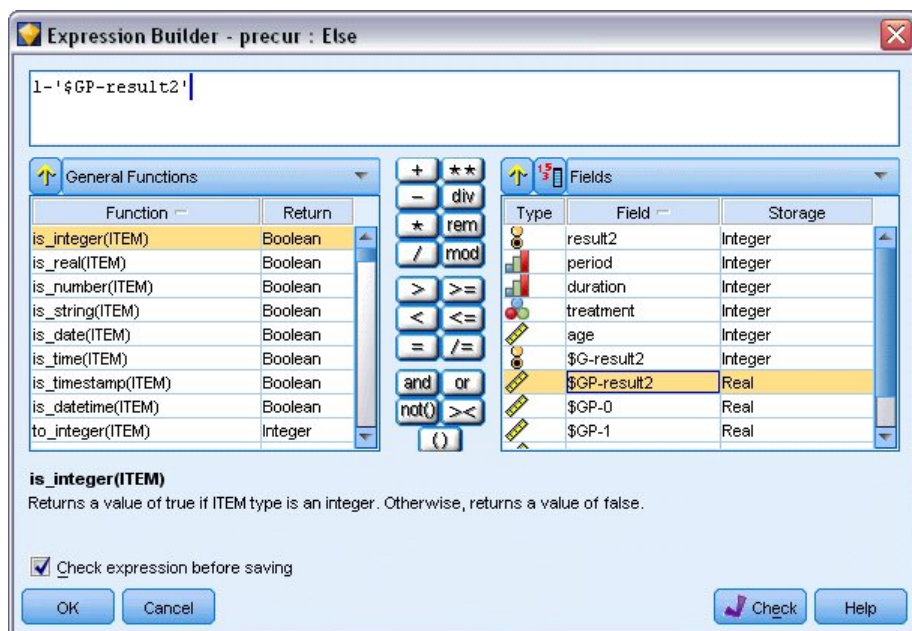 Expression Builder - precur : Else
1-'$GP-result2'
General Functions
Function Return
is_integer(ITEM) Boolean
is_real(ITEM) Boolean
is_number(ITEM) Boolean
is_string(ITEM) Boolean
is_date(ITEM) Boolean
is_time(ITEM) Boolean
is_timestamp(ITEM) Boolean
is_datetime(ITEM) Boolean
to_integer(ITEM) Integer
+ **
- div
* rem
/ mod
> >=
< <=
= /=
and or
not() ><
()
Fields
Type Field Storage
result2 Integer
period Integer
duration Integer
treatment Integer
age Integer
$G-result2 Integer
$GP-result2 Real
$GP-0 Real
$GP-1 Real
is_integer(ITEM)
Returns a value of true if ITEM type is an integer. Otherwise, returns a value of false.
Check expression before saving
OK Cancel Check Help